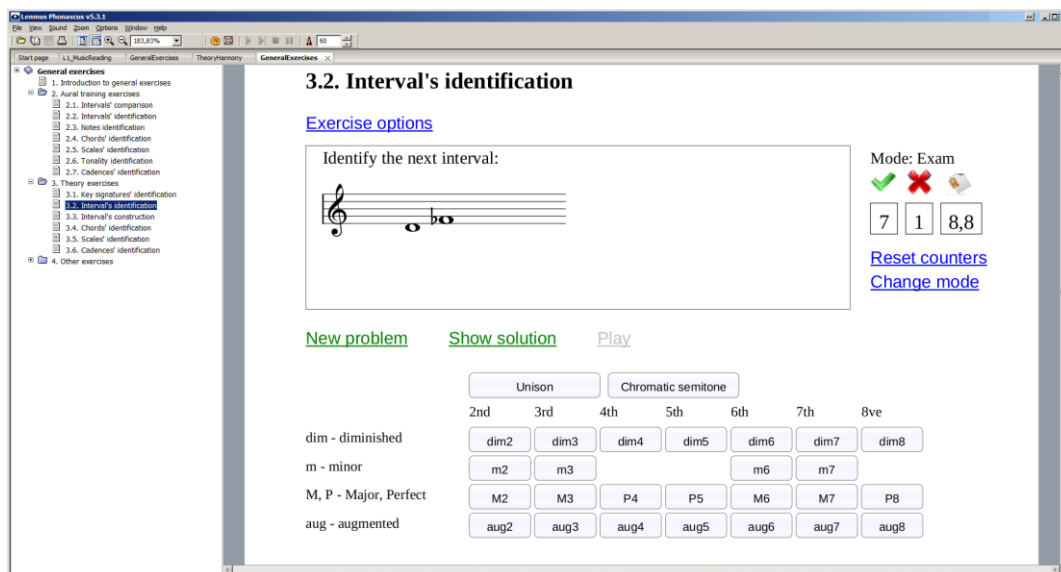 Lenmus Phonascus v5.3.1
File View Sound Zoom Options Window Help
183,83% 60
Start page L1_MusicReading GeneralExercises TheoryHarmony GeneralExercises
General exercises
1. Introduction to general exercises
2. Aural training exercises
2.1. Intervals' comparison
2.2. Intervals' identification
2.3. Notes identification
2.4. Chords' identification
2.5. Scales' identification
2.6. Tonality identification
2.7. Cadences' identification
3. Theory exercises
3.1. Key signatures' identification
3.2. Interval's identification
3.3. Interval's construction
3.4. Chords' identification
3.5. Scales' identification
3.6. Cadences' identification
4. Other exercises
3.2. Interval's identification
Exercise options
Identify the next interval:
Mode: Exam
7 1 8,8
Reset counters
Change mode
New problem Show solution Play
Unison Chromatic semitone
2nd 3rd 4th 5th 6th 7th 8ve
dim - diminished dim2 dim3 dim4 dim5 dim6 dim7 dim8
m - minor m2 m3 m6 m7
M, P - Major, Perfect M2 M3 P4 P5 M6 M7 P8
aug - augmented aug2 aug3 aug4 aug5 aug6 aug7 aug8